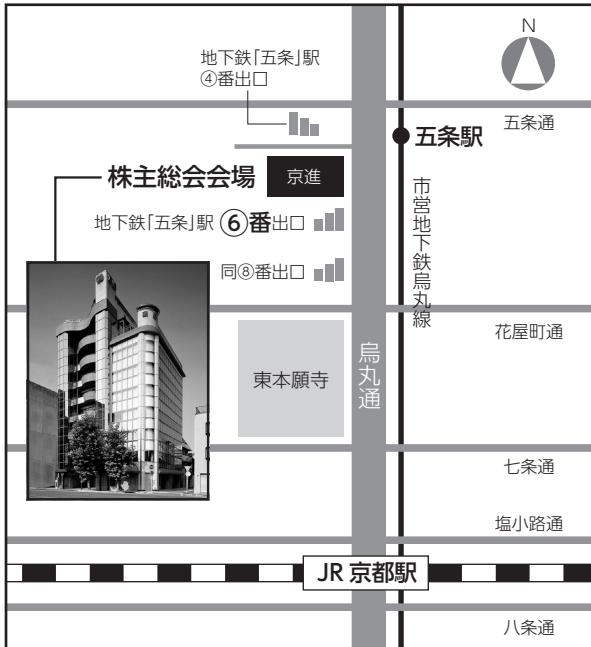 N
地下鉄「五条」駅
④番出口
五条通
五条駅
株主総会会場
京進
地下鉄「五条」駅 ⑥番出口
同⑧番出口
市営地下鉄烏丸線
花屋町通
烏丸通
東本願寺
七条通
塩小路通
JR 京都駅
八条通